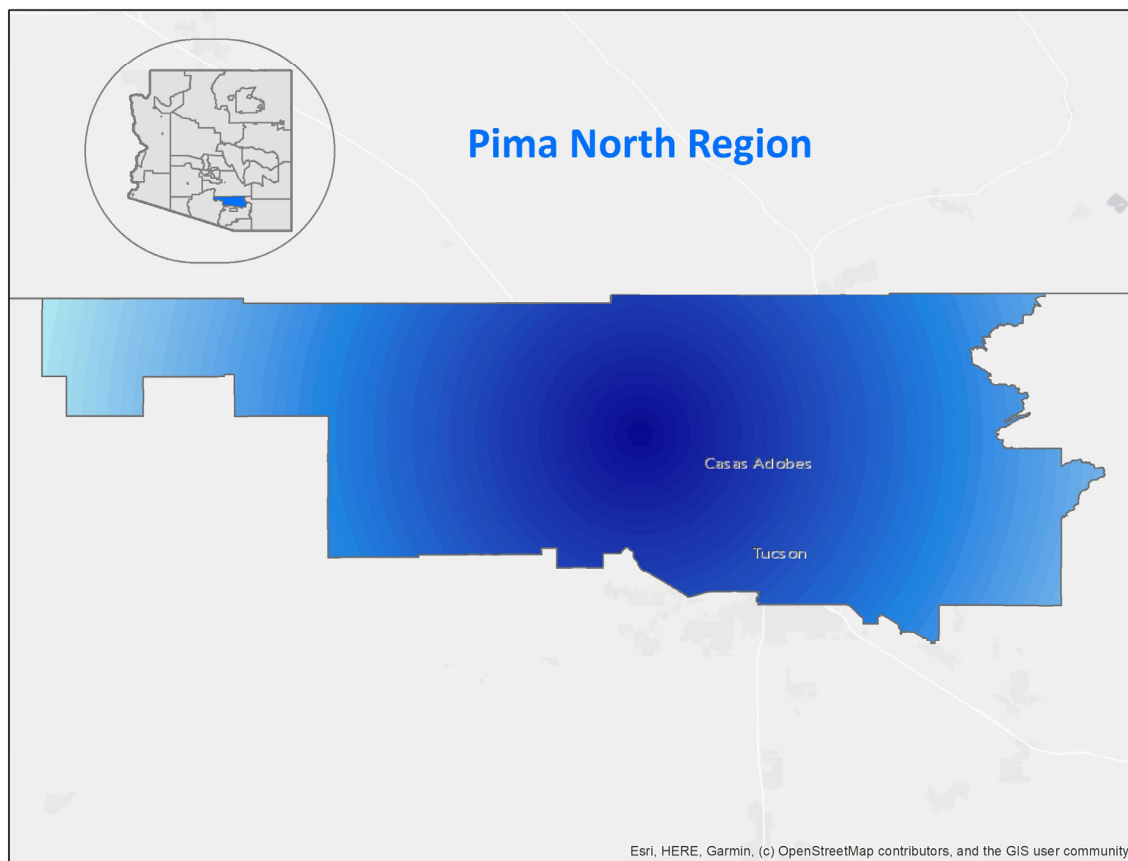 Pima North Region
Casas Adobes
Tucson
Esri, HERE, Garmin, (c) OpenStreetMap contributors, and the GIS user community